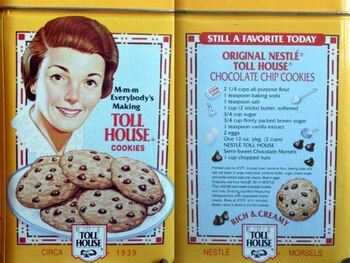 M-m-m
Everybody's
Making
TOLL
HOUSE®
COOKIES
TOLL
HOUSE
CIRCA 1939
STILL A FAVORITE TODAY
ORIGINAL NESTLÉ®
TOLL HOUSE®
CHOCOLATE CHIP COOKIES
2 1/4 cups all-purpose flour
1 teaspoon baking soda
1 teaspoon salt
1 cup (2 sticks) butter, softened
3/4 cup sugar
3/4 cup firmly packed brown sugar
1 teaspoon vanilla extract
2 eggs
One 12-oz. pkg. (2 cups)
NESTLÉ TOLL HOUSE
Semi-Sweet Chocolate Morsels
1 cup chopped nuts
RICH & CREAMY
TOLL
HOUSE
NESTLÉ MORSELS